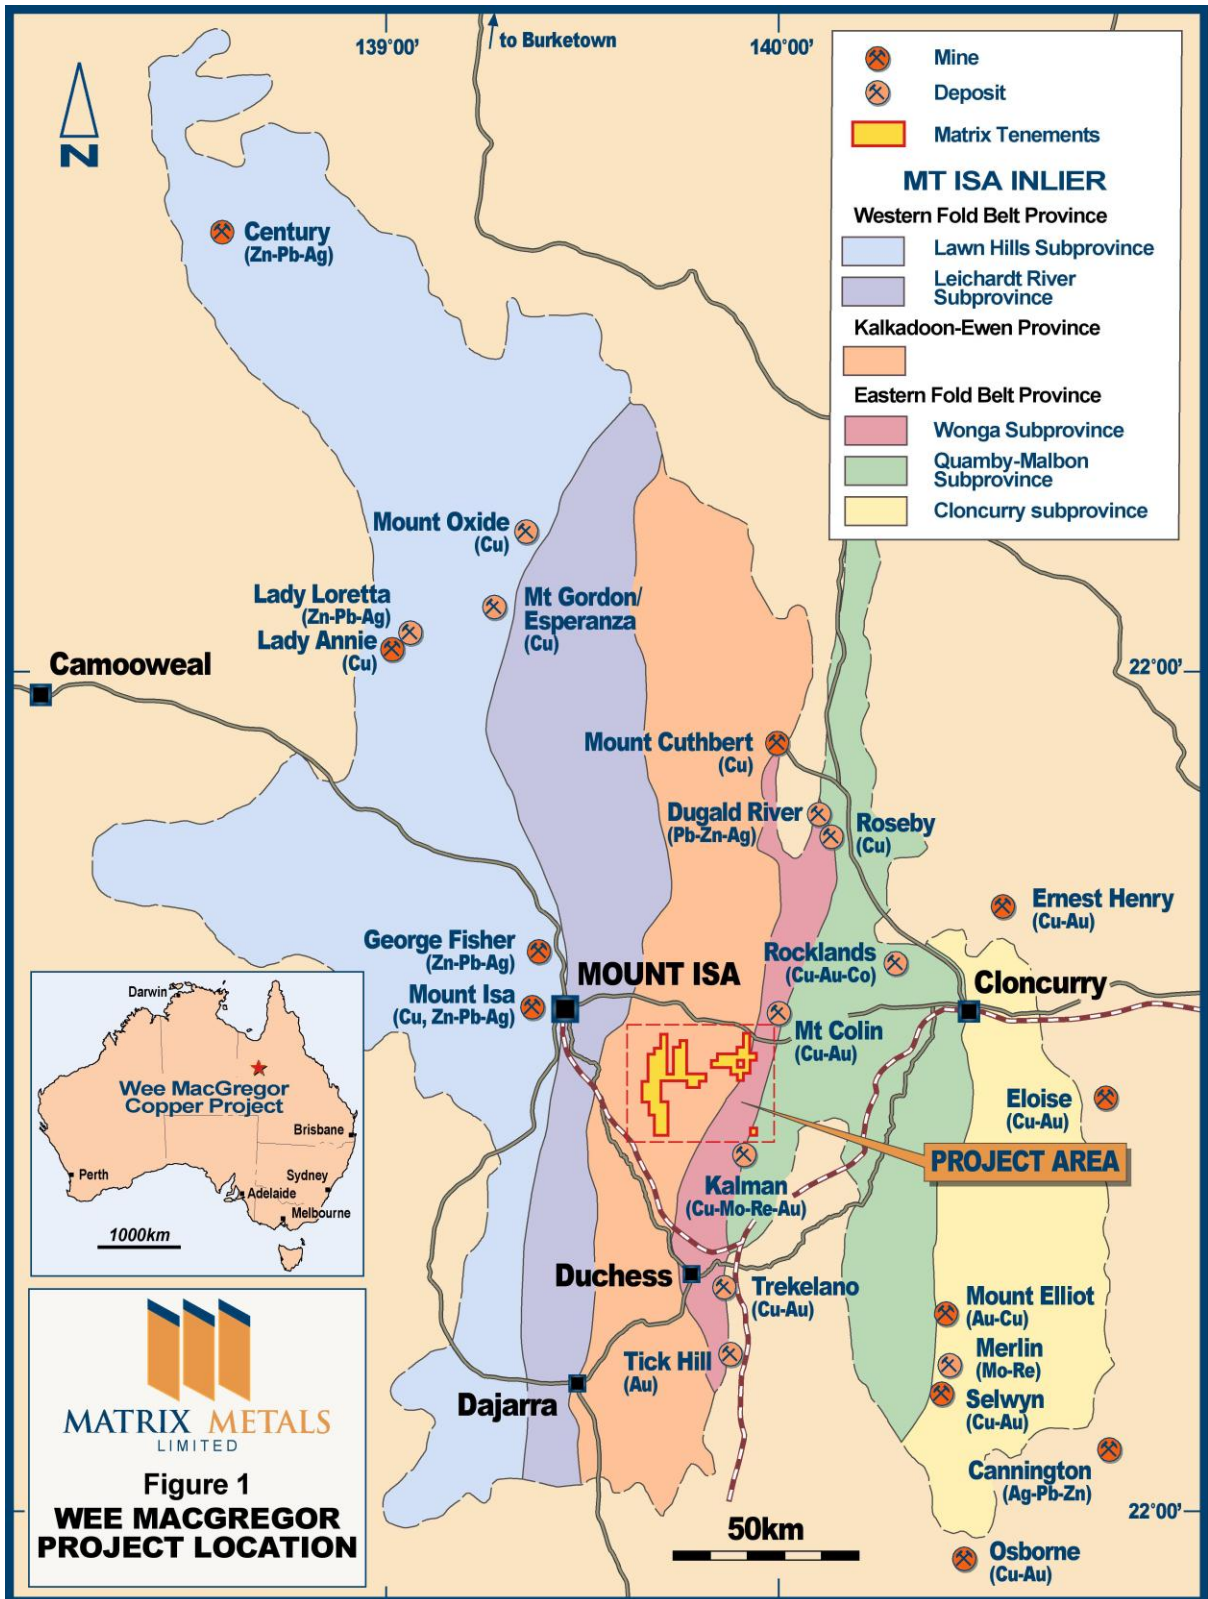 139°00'
to Burketown
140°00'
Mine
Deposit
Matrix Tenements
MT ISA INLIER
Western Fold Belt Province
Lawn Hills Subprovince
Leichardt River
Subprovince
Kalkadoon-Ewen Province
Eastern Fold Belt Province
Wonga Subprovince
Quamby-Malbon
Subprovince
Cloncurry subprovince
N
Century
(Zn-Pb-Ag)
Mount Oxide
(Cu)
Lady Loretta
(Zn-Pb-Ag)
Lady Annie
(Cu)
Mt Gordon/
Esperanza
(Cu)
Camooweal
22°00'
Mount Cuthbert
(Cu)
Dugald River
(Pb-Zn-Ag)
Roseby
(Cu)
Ernest Henry
(Cu-Au)
George Fisher
(Zn-Pb-Ag)
MOUNT ISA
Rocklands
(Cu-Au-Co)
Cloncurry
Mount Isa
(Cu, Zn-Pb-Ag)
Mt Colin
(Cu-Au)
Eloise
(Cu-Au)
PROJECT AREA
Kalman
(Cu-Mo-Re-Au)
Duchess
Trekelano
(Cu-Au)
Mount Elliot
(Au-Cu)
Merlin
(Mo-Re)
Tick Hill
(Au)
Selwyn
(Cu-Au)
Dajarra
Cannington
(Ag-Pb-Zn)
22°00'
50km
Osborne
(Cu-Au)
Darwin
Wee MacGregor
Copper Project
Brisbane
Perth
Sydney
Adelaide
Melbourne
1000km
MATRIX METALS
LIMITED
Figure 1
WEE MACGREGOR
PROJECT LOCATION